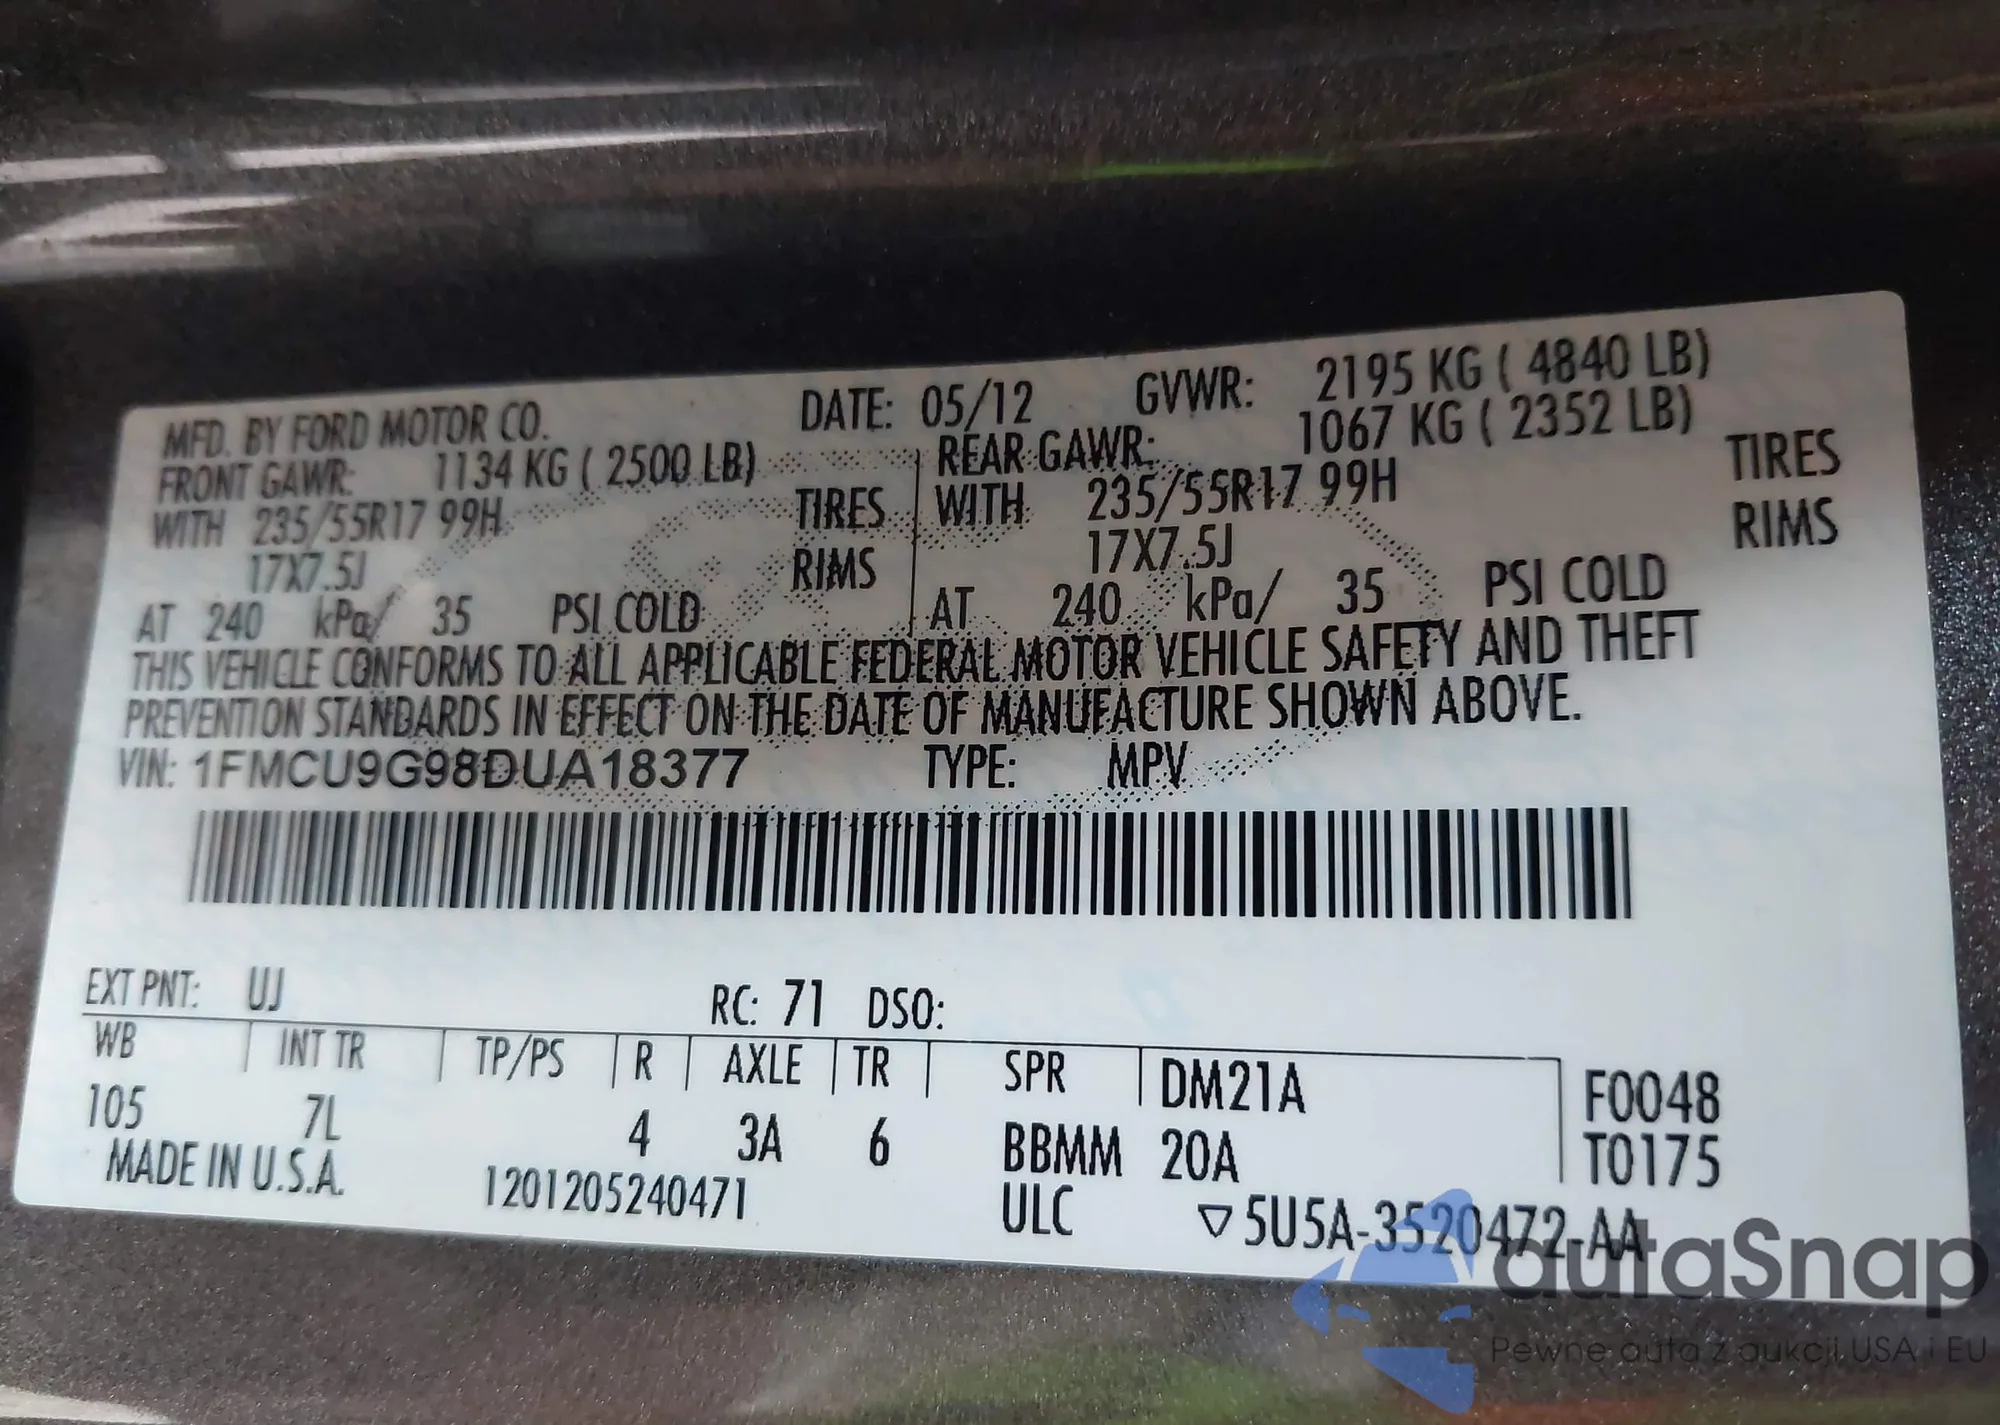 MFD. BY FORD MOTOR CO. DATE: 05/12 GVWR: 2195 KG ( 4840 LB)
FRONT GAWR: 1134 KG ( 2500 LB) REAR GAWR: 1067 KG ( 2352 LB)
WITH 235/55R17 99H TIRES WITH 235/55R17 99H TIRES
17X7.5J RIMS 17X7.5J RIMS
AT 240 kPa/ 35 PSI COLD AT 240 kPa/ 35 PSI COLD
THIS VEHICLE CONFORMS TO ALL APPLICABLE FEDERAL MOTOR VEHICLE SAFETY AND THEFT
PREVENTION STANDARDS IN EFFECT ON THE DATE OF MANUFACTURE SHOWN ABOVE.
VIN: 1FMCU9G98DUA18377 TYPE: MPV
EXT PNT: UJ RC: 71 DSO:
WB INT TR TP/PS R AXLE TR SPR DM21A F0048
105 7L 4 3A 6 BBMM 20A T0175
MADE IN U.S.A. 1201205240471 ULC ▽5U5A-3520472-AA
autaSnap
Pewne auta z aukcji USA i EU